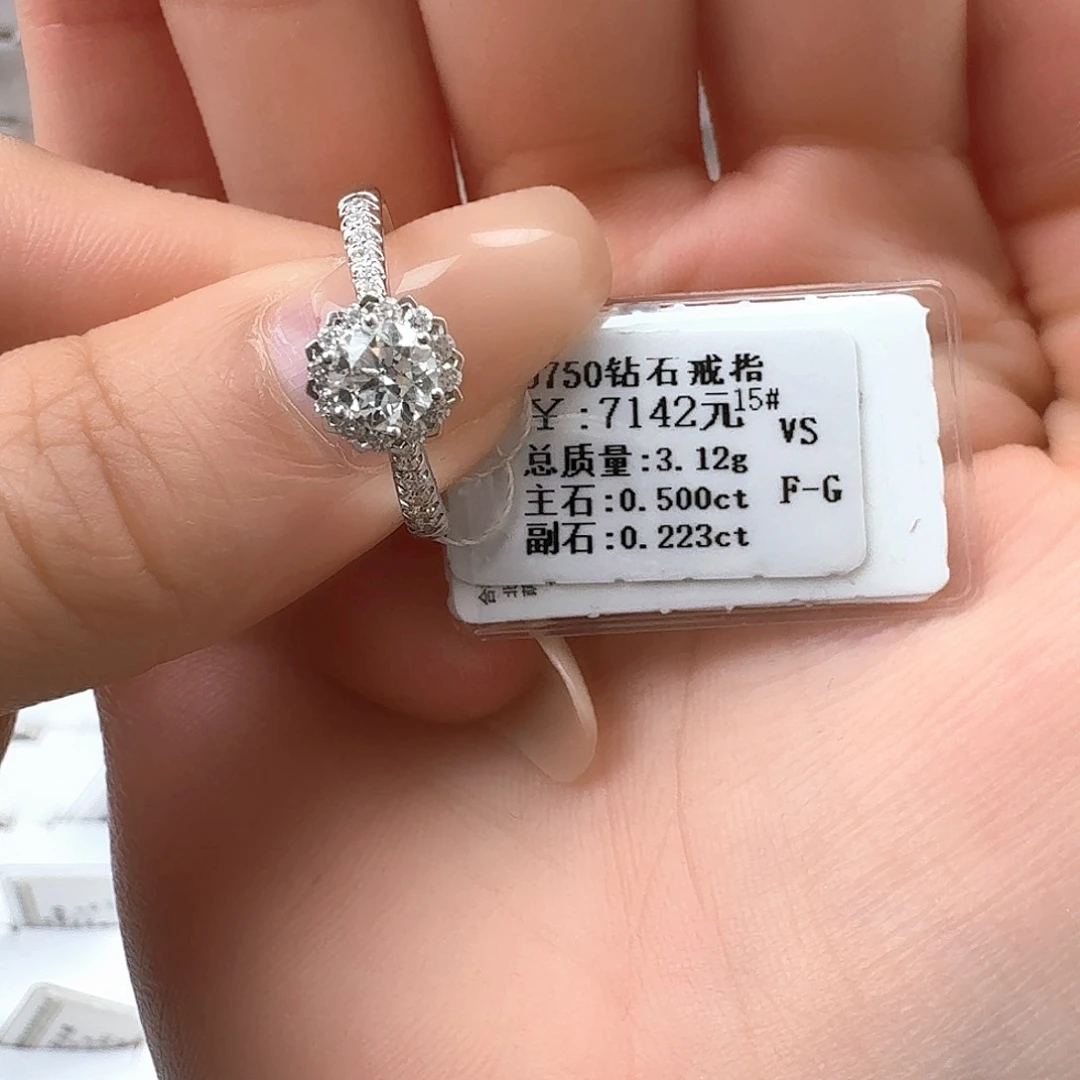 750钻石戒指
¥:7142元15#
VS
总质量:3.12g
主石:0.500ct
F-G
副石:0.223ct